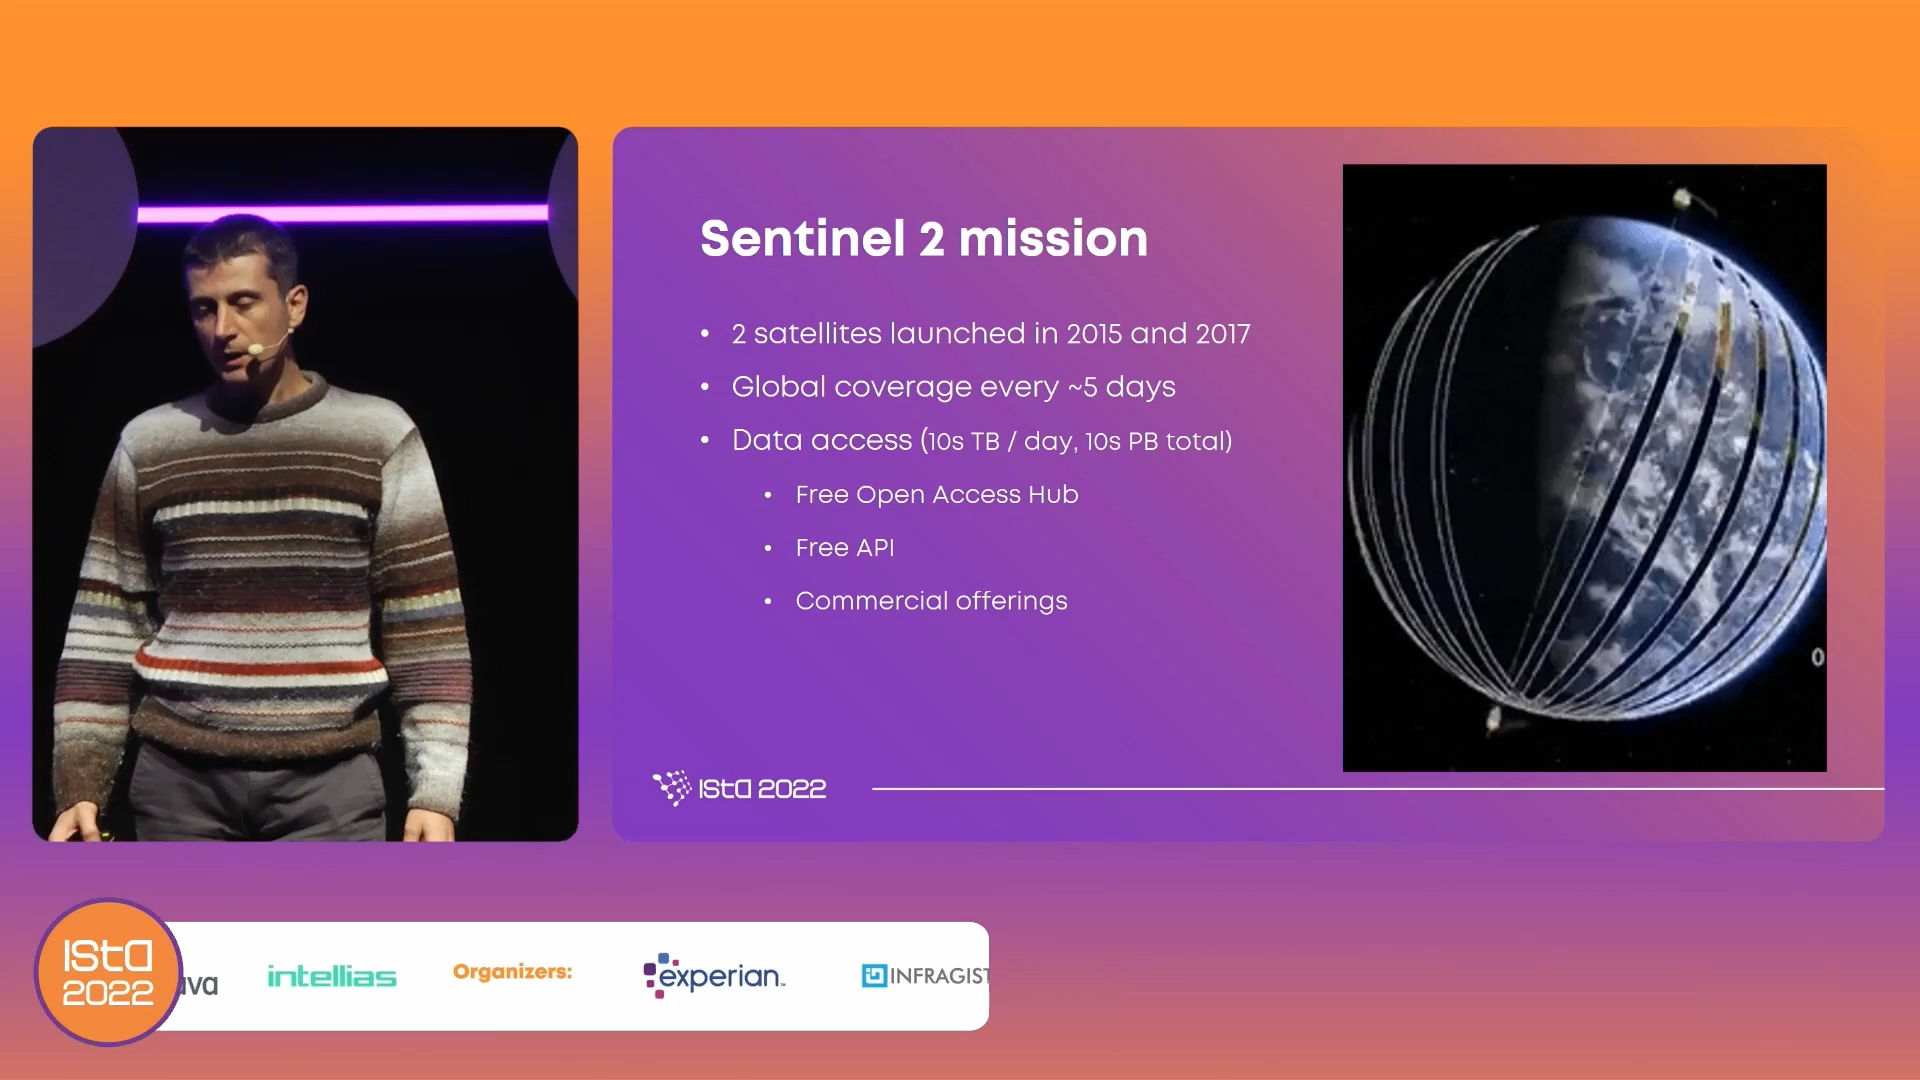 Sentinel 2 mission
• 2 satellites launched in 2015 and 2017
• Global coverage every ~5 days
• Data access (10s TB / day, 10s PB total)
• Free Open Access Hub
• Free API
• Commercial offerings
0
ISta 2022
ISta
2022
intellias
Organizers:
experian™
INFRAGIST